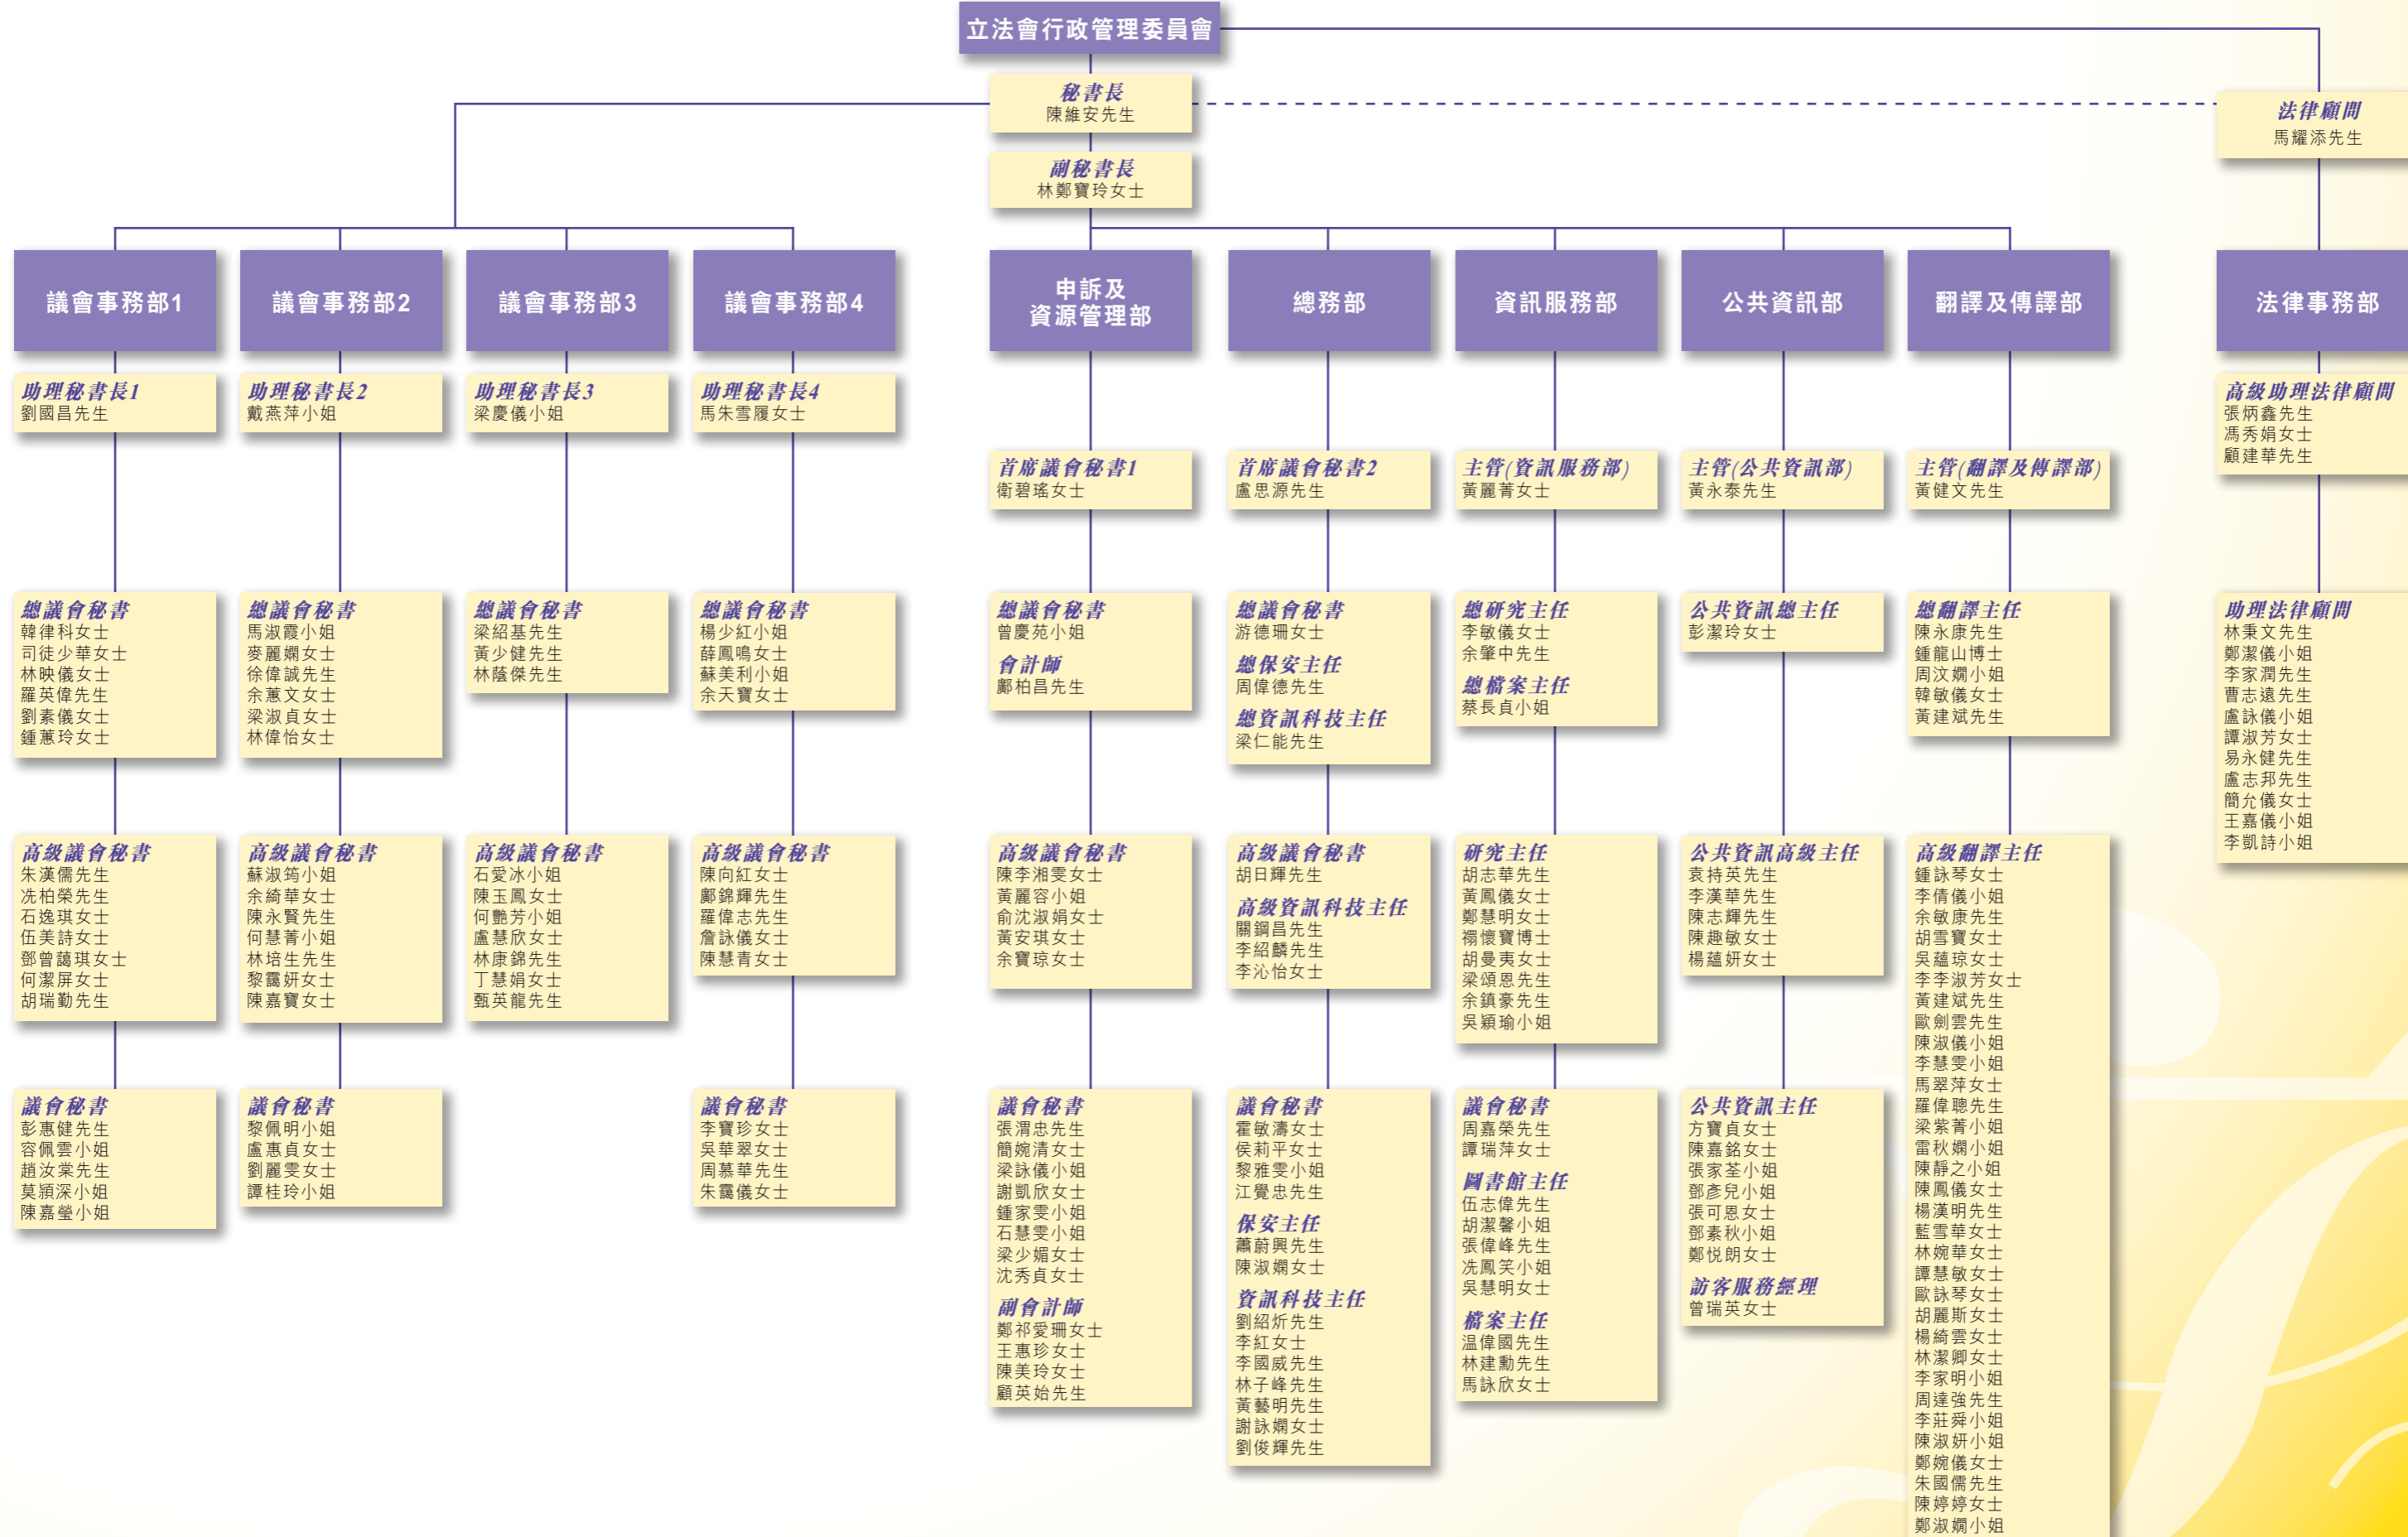 立法會行政管理委員會
秘書長
陳維安先生
副秘書長
林鄭寶玲女士
法律顧問
馬耀添先生
議會事務部1
助理秘書長1
劉國昌先生
總議會秘書
韓律科女士
司徒少華女士
林映儀女士
羅英偉先生
劉素儀女士
鍾蕙玲女士
高級議會秘書
朱漢儒先生
冼柏榮先生
石逸琪女士
伍美詩女士
鄧曾藹琪女士
何潔屏女士
胡瑞勤先生
議會秘書
彭惠健先生
容佩雲小姐
趙汝棠先生
莫穎深小姐
陳嘉瑩小姐
議會事務部2
助理秘書長2
戴燕萍小姐
總議會秘書
馬淑霞小姐
麥麗嫻女士
徐偉誠先生
余蕙文女士
梁淑貞女士
林偉怡女士
高級議會秘書
蘇淑筠小姐
余綺華女士
陳永賢先生
何慧菁小姐
林培生先生
黎靄妍女士
陳嘉寶女士
議會秘書
黎佩明小姐
盧惠貞女士
劉麗雯女士
譚桂玲小姐
議會事務部3
助理秘書長3
梁慶儀小姐
總議會秘書
梁紹基先生
黃少健先生
林蔭傑先生
高級議會秘書
石愛冰小姐
陳玉鳳女士
何艷芳小姐
盧慧欣女士
林康錦先生
丁慧娟女士
甄英龍先生
議會事務部4
助理秘書長4
馬朱雪履女士
總議會秘書
楊少紅小姐
薛鳳鳴女士
蘇美利小姐
余天寶女士
高級議會秘書
陳向紅女士
鄺錦輝先生
羅偉志先生
詹詠儀女士
陳慧青女士
議會秘書
李寶珍女士
吳華翠女士
周慕華先生
朱靄儀女士
申訴及
資源管理部
首席議會秘書1
衛碧瑤女士
總議會秘書
曾慶苑小姐
會計師
鄺柏昌先生
高級議會秘書
陳李湘雯女士
黃麗容小姐
俞沈淑娟女士
黃安琪女士
余寶琼女士
議會秘書
張渭忠先生
簡婉清女士
梁詠儀小姐
謝凱欣女士
鍾家雯小姐
石慧雯小姐
梁少媚女士
沈秀貞女士
副會計師
鄭祁愛珊女士
王惠珍女士
陳美玲女士
顧英始先生
總務部
首席議會秘書2
盧思源先生
總議會秘書
游德珊女士
總保安主任
周偉德先生
總資訊科技主任
梁仁能先生
高級議會秘書
胡日輝先生
高級資訊科技主任
關鋼昌先生
李紹麟先生
李沁怡女士
議會秘書
霍敏濤女士
侯莉平女士
黎雅雯小姐
江覺忠先生
保安主任
蕭蔚興先生
陳淑嫻女士
資訊科技主任
劉紹炘先生
李紅女士
李國威先生
林子峰先生
黃藝明先生
謝詠嫻女士
劉俊輝先生
資訊服務部
主管(資訊服務部)
黃麗菁女士
總研究主任
李敏儀女士
余肇中先生
總檔案主任
蔡長貞小姐
研究主任
胡志華先生
黃鳳儀女士
鄭慧明女士
禤懷寶博士
胡曼夷女士
梁頌恩先生
余鎮豪先生
吳穎瑜小姐
議會秘書
周嘉榮先生
譚瑞萍女士
圖書館主任
伍志偉先生
胡潔馨小姐
張偉峰先生
冼鳳笑小姐
吳慧明女士
檔案主任
温偉國先生
林建勳先生
馬詠欣女士
公共資訊部
主管(公共資訊部)
黃永泰先生
公共資訊總主任
彭潔玲女士
公共資訊高級主任
袁持英先生
李漢華先生
陳志輝先生
陳趣敏女士
楊蘊妍女士
公共資訊主任
方寶貞女士
陳嘉銘女士
張家荃小姐
鄧彥兒小姐
張可恩女士
鄧素秋小姐
鄭悅朗女士
訪客服務經理
曾瑞英女士
翻譯及傳譯部
主管(翻譯及傳譯部)
黃健文先生
總翻譯主任
陳永康先生
鍾龍山博士
周汶嫺小姐
韓敏儀女士
黃建斌先生
高級翻譯主任
鍾詠琴女士
李倩儀小姐
余敏康先生
胡雪寶女士
吳蘊琼女士
李李淑芳女士
黃建斌先生
歐劍雲先生
陳淑儀小姐
李慧雯小姐
馬翠萍女士
羅偉聰先生
梁紫菁小姐
雷秋嫻小姐
陳靜之小姐
陳鳳儀女士
楊漢明先生
藍雪華女士
林婉華女士
譚慧敏女士
歐詠琴女士
胡麗斯女士
楊綺雲女士
林潔卿女士
李家明小姐
周達強先生
李莊舜小姐
陳淑妍小姐
鄭婉儀女士
朱國儒先生
陳婷婷女士
鄭淑嫺小姐
法律事務部
高級助理法律顧問
張炳鑫先生
馮秀娟女士
顧建華先生
助理法律顧問
林秉文先生
鄭潔儀小姐
李家潤先生
曹志遠先生
盧詠儀小姐
譚淑芳女士
易永健先生
盧志邦先生
簡允儀女士
王嘉儀小姐
李凱詩小姐